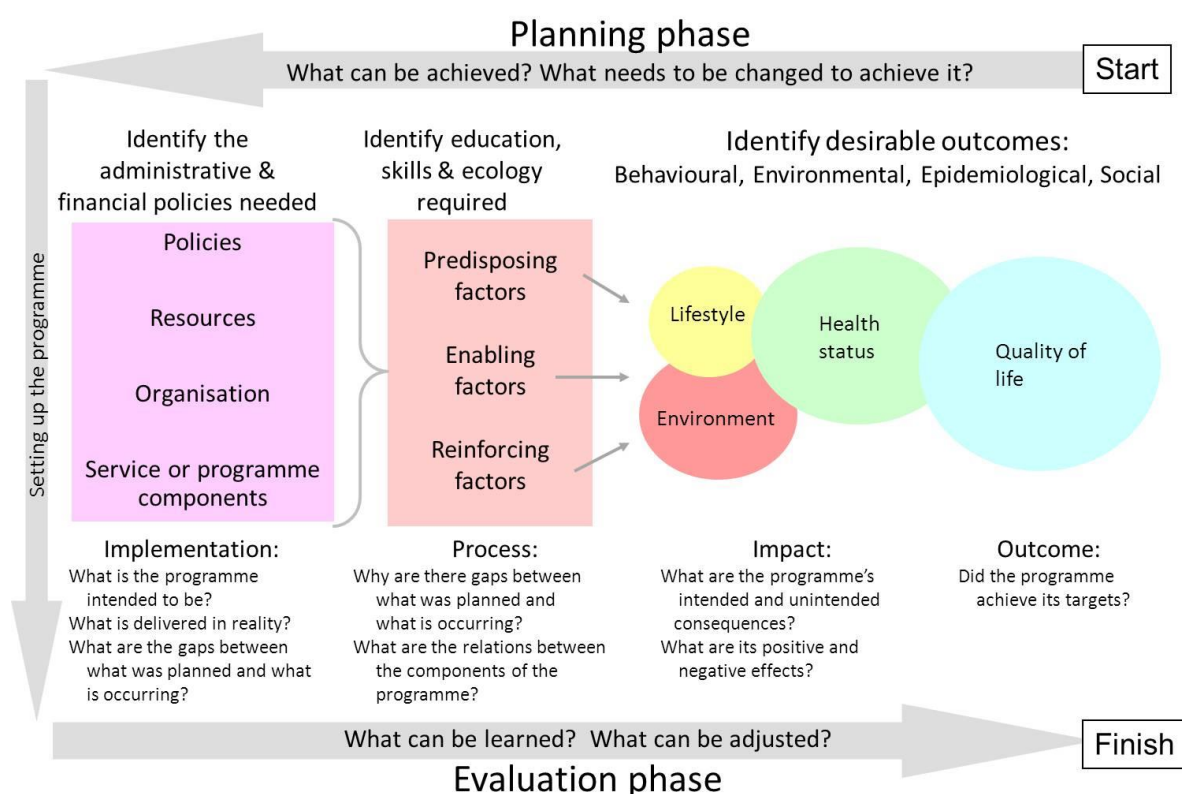 Planning phase
What can be achieved? What needs to be changed to achieve it?
Start
Setting up the programme
Identify the
administrative &
financial policies needed
Policies
Resources
Organisation
Service or programme
components
Identify education,
skills & ecology
required
Predisposing
factors
Enabling
factors
Reinforcing
factors
Identify desirable outcomes:
Behavioural, Environmental, Epidemiological, Social
Lifestyle
Environment
Health
status
Quality of
life
Implementation:
What is the programme
intended to be?
What is delivered in reality?
What are the gaps between
what was planned and what
is occurring?
Process:
Why are there gaps between
what was planned and
what is occurring?
What are the relations between
the components of the
programme?
Impact:
What are the programme's
intended and unintended
consequences?
What are its positive and
negative effects?
Outcome:
Did the programme
achieve its targets?
What can be learned? What can be adjusted?
Finish
Evaluation phase